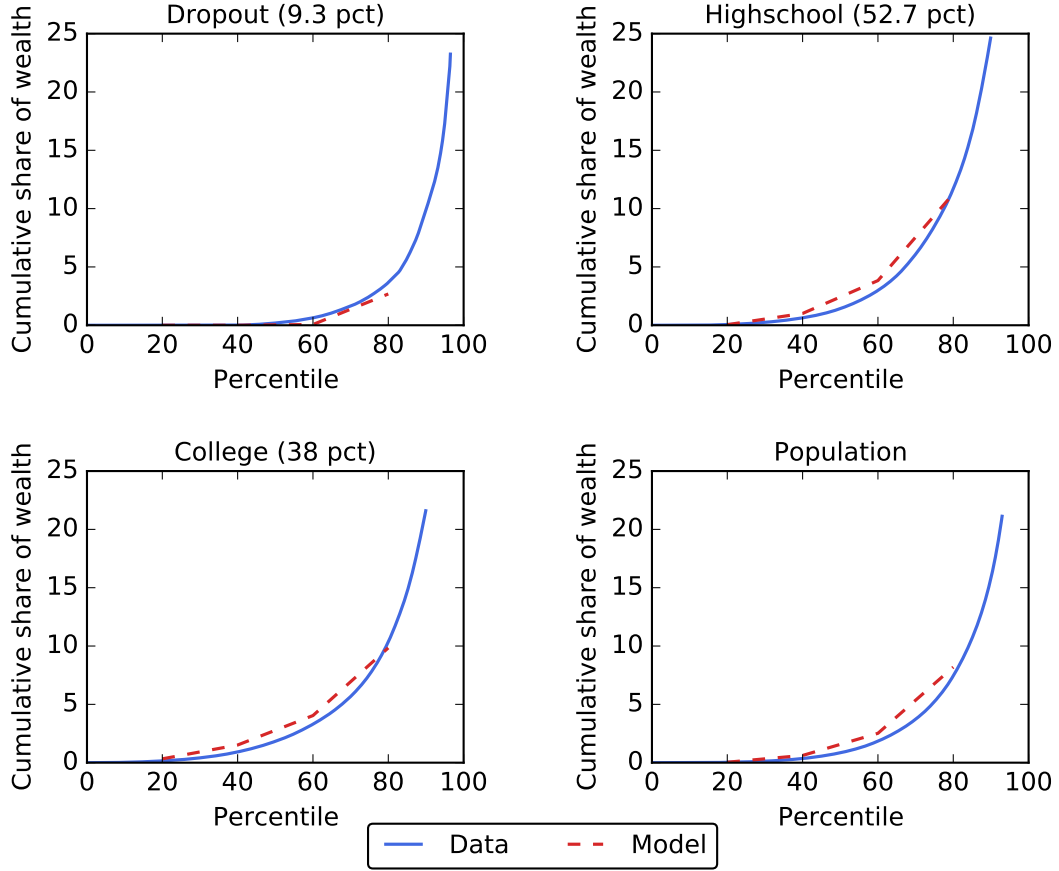 Dropout (9.3 pct)
Cumulative share of wealth
25
20
15
10
5
0
0 20 40 60 80 100
Percentile
Highschool (52.7 pct)
Cumulative share of wealth
25
20
15
10
5
0
0 20 40 60 80 100
Percentile
College (38 pct)
Cumulative share of wealth
25
20
15
10
5
0
0 20 40 60 80 100
Percentile
Population
Cumulative share of wealth
25
20
15
10
5
0
0 20 40 60 80 100
Percentile
Data Model